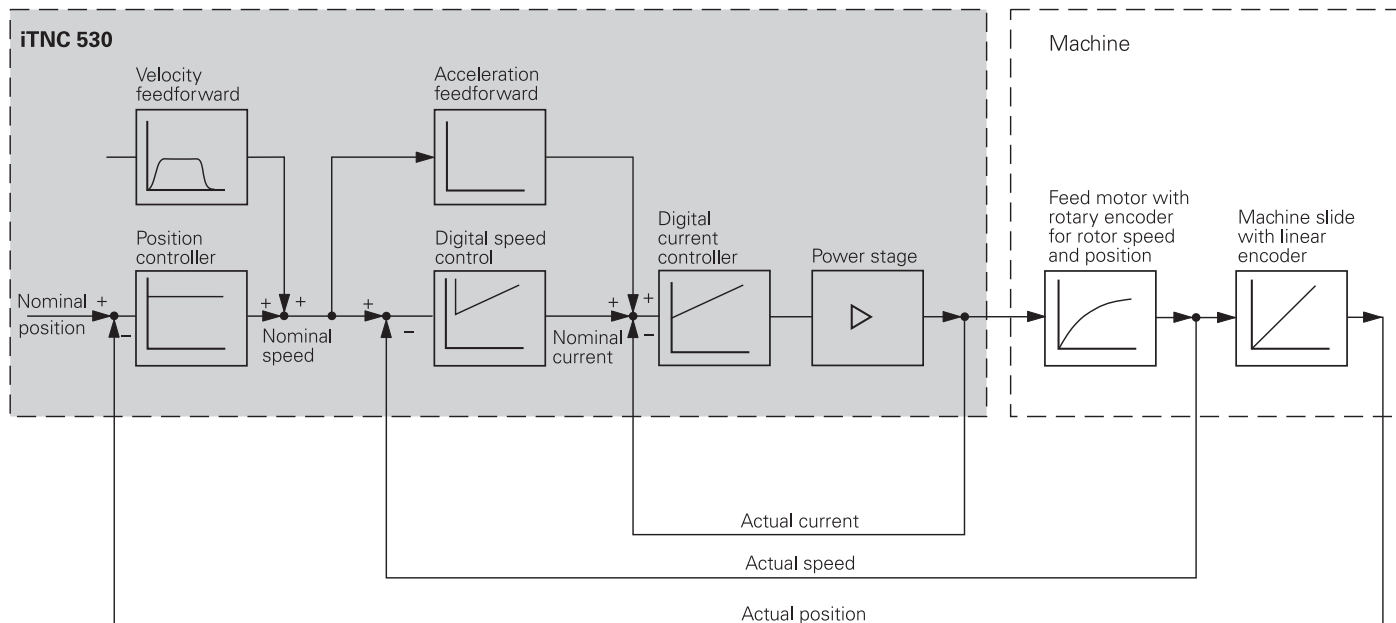 iTNC 530
Machine
Velocity
feedforward
Acceleration
feedforward
Position
controller
Digital speed
control
Digital
current
controller
Power stage
Feed motor with
rotary encoder
for rotor speed
and position
Machine slide
with linear
encoder
Nominal
position
+
–
+
+
Nominal
speed
+
–
+
Nominal
current
+
–
Actual current
Actual speed
Actual position